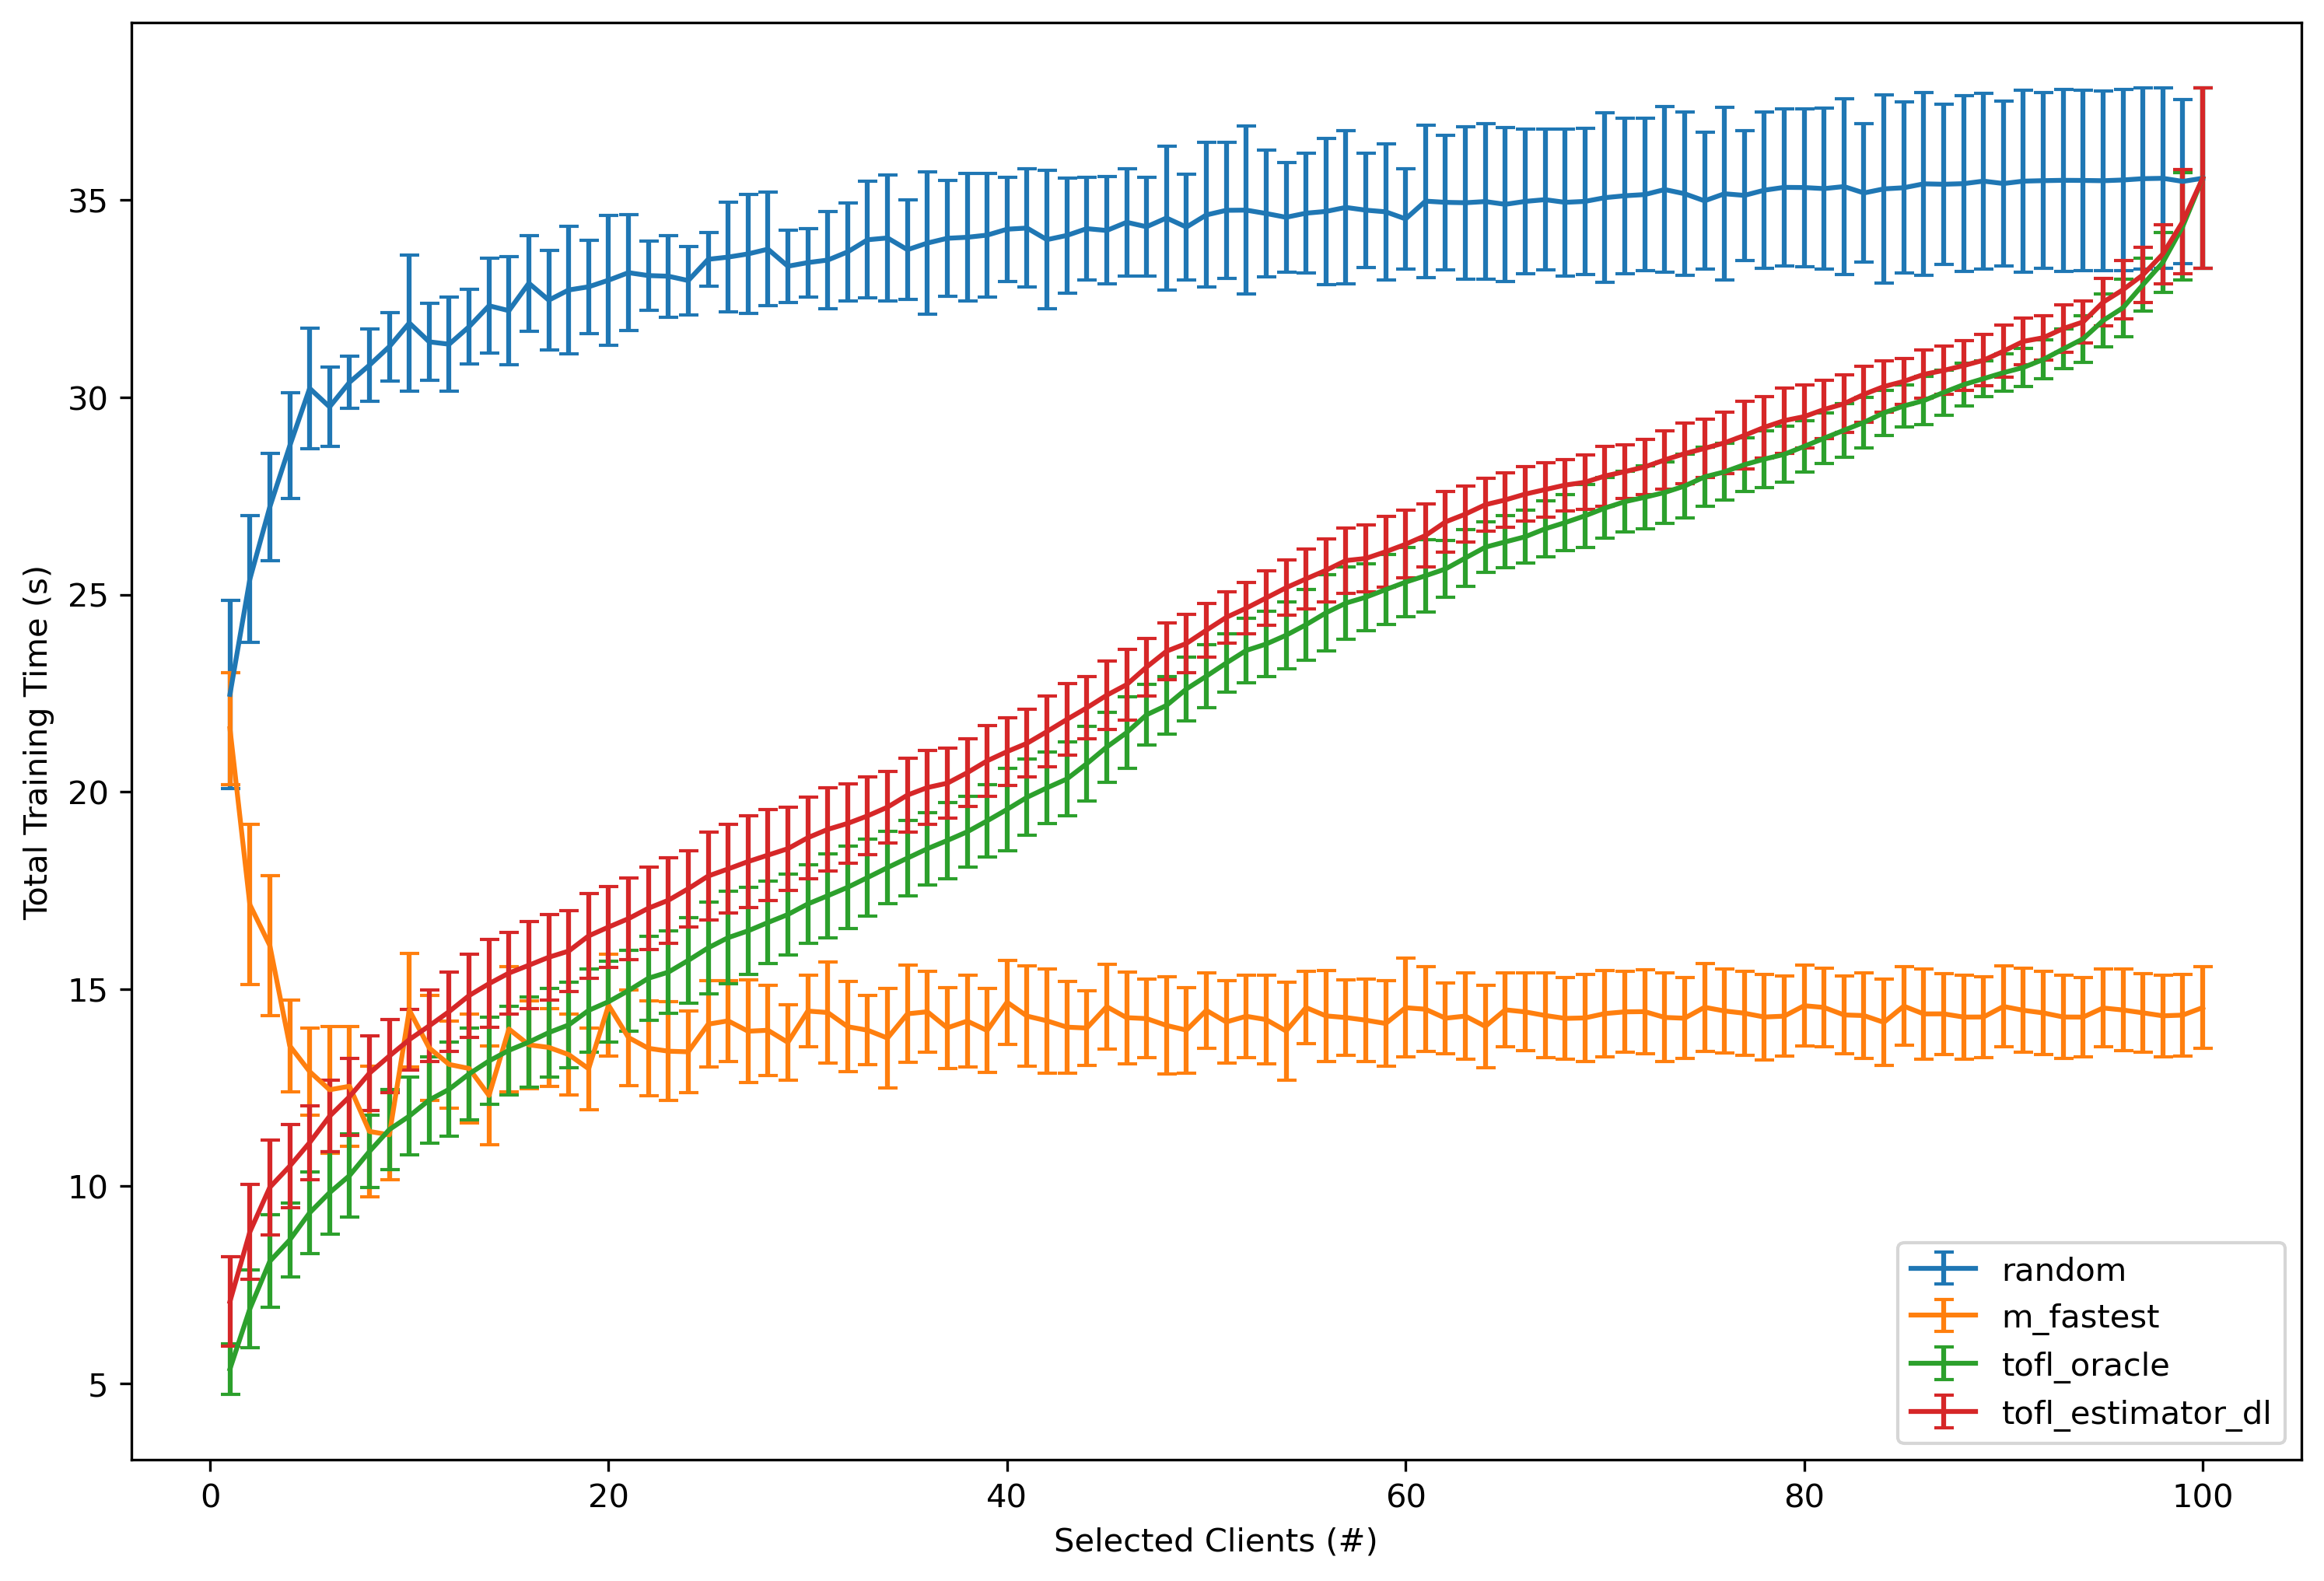 35
30
25
20
15
10
5
Total Training Time (s)
0
20
40
60
80
100
Selected Clients (#)
random
m_fastest
tofl_oracle
tofl_estimator_dl